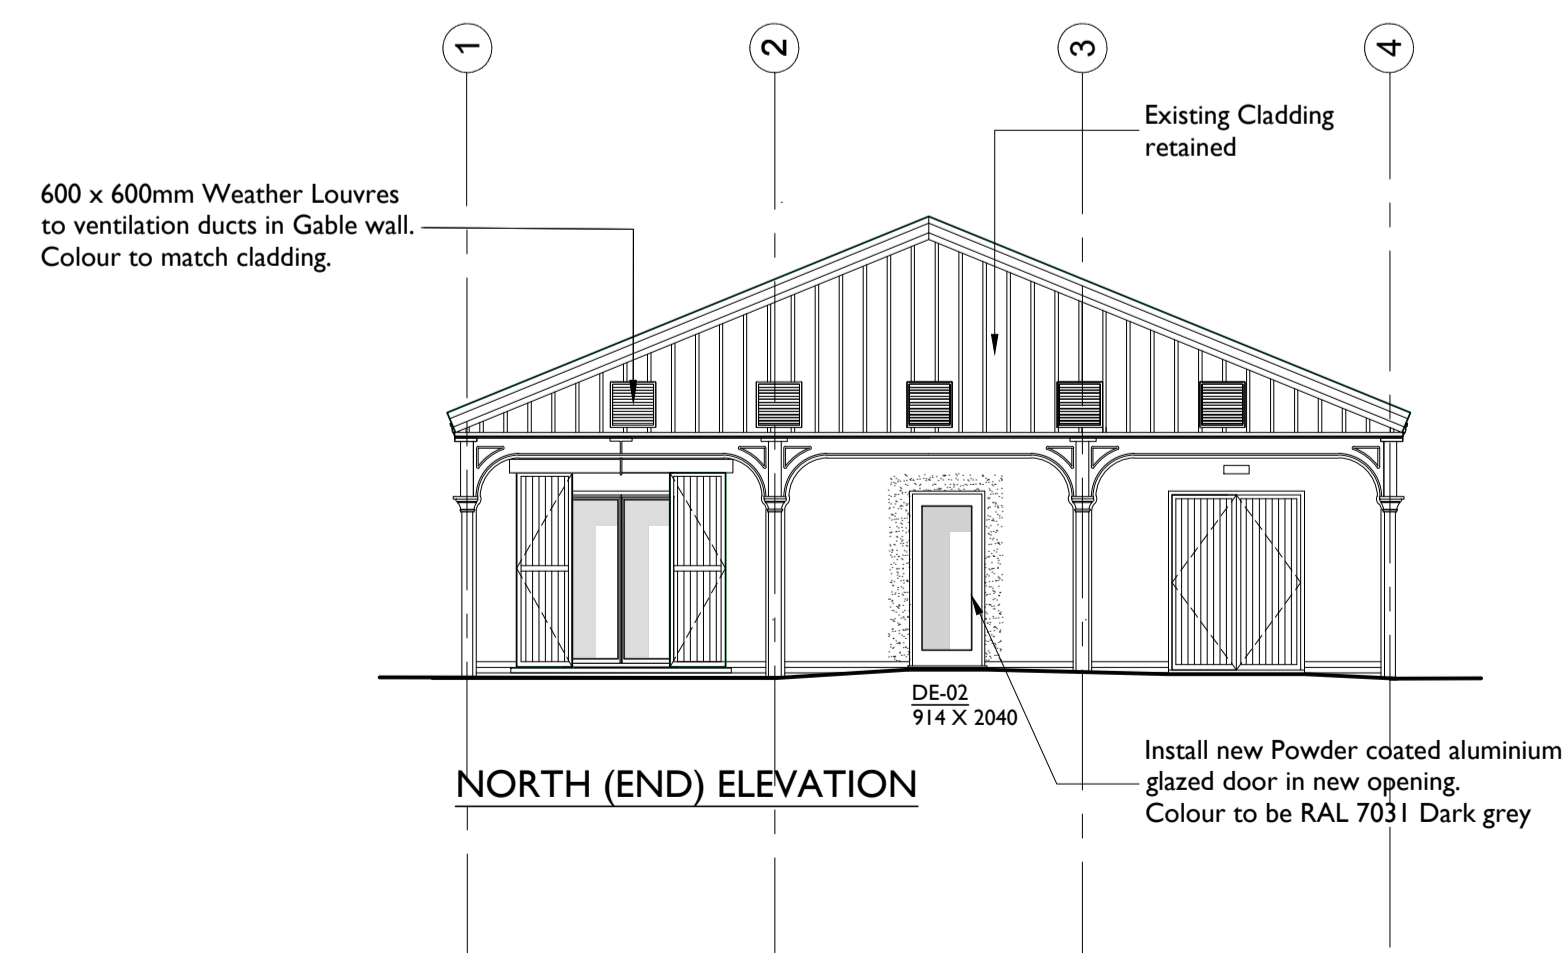 1
2
3
4
Existing Cladding
retained
600 x 600mm Weather Louvres
to ventilation ducts in Gable wall.
Colour to match cladding.
DE-02
914 X 2040
NORTH (END) ELEVATION
Install new Powder coated aluminium
glazed door in new opening.
Colour to be RAL 7031 Dark grey